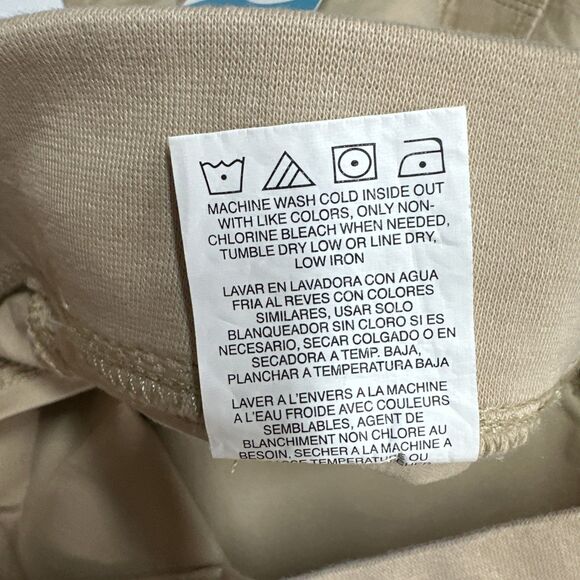 MACHINE WASH COLD INSIDE OUT
WITH LIKE COLORS, ONLY NON-
CHLORINE BLEACH WHEN NEEDED,
TUMBLE DRY LOW OR LINE DRY,
LOW IRON
LAVAR EN LAVADORA CON AGUA
FRIA AL REVES CON COLORES
SIMILARES, USAR SOLO
BLANQUEADOR SIN CLORO SI ES
NECESARIO, SECAR COLGADO O EN
SECADORA A TEMP. BAJA,
PLANCHAR A TEMPERATURA BAJA
LAVER A L'ENVERS A LA MACHINE
A L'EAU FROIDE AVEC COULEURS
SEMBLABLES, AGENT DE
BLANCHIMENT NON CHLORE AU
BESOIN, SECHER A LA MACHINE A
TEMPERATURE OU